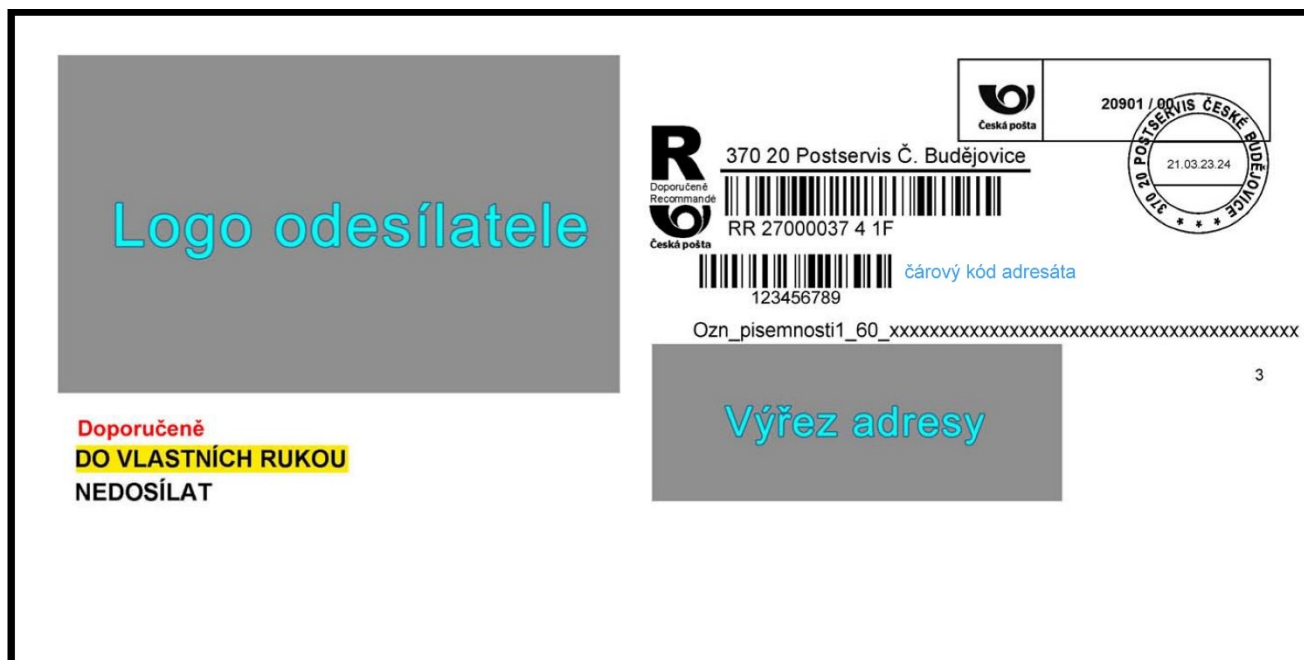 Logo odesílatele
Doporučeně
DO VLASTNÍCH RUKOU
NEDOSÍLAT
Česká pošta
20901 / 00
370 20 POSTSERVIS ČESKÉ BUDĚJOVICE * * *
21.03.23.24
R
Doporučené
Recommandé
Česká pošta
370 20 Postservis Č. Budějovice
RR 27000037 4 1F
čárový kód adresáta
123456789
Ozn_pisemnosti1_60_xxxxxxxxxxxxxxxxxxxxxxxxxxxxxxxxxxxxxxxxx
3
Výřez adresy